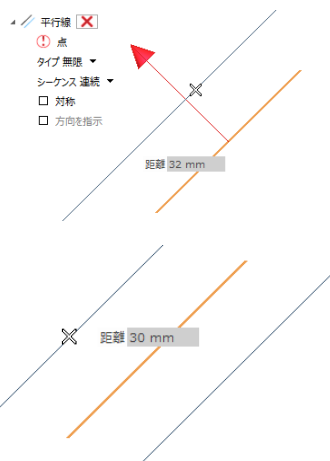 平行線
点
タイプ 無限
シーケンス 連続
対称
方向を指示
距離 32 mm
距離 30 mm